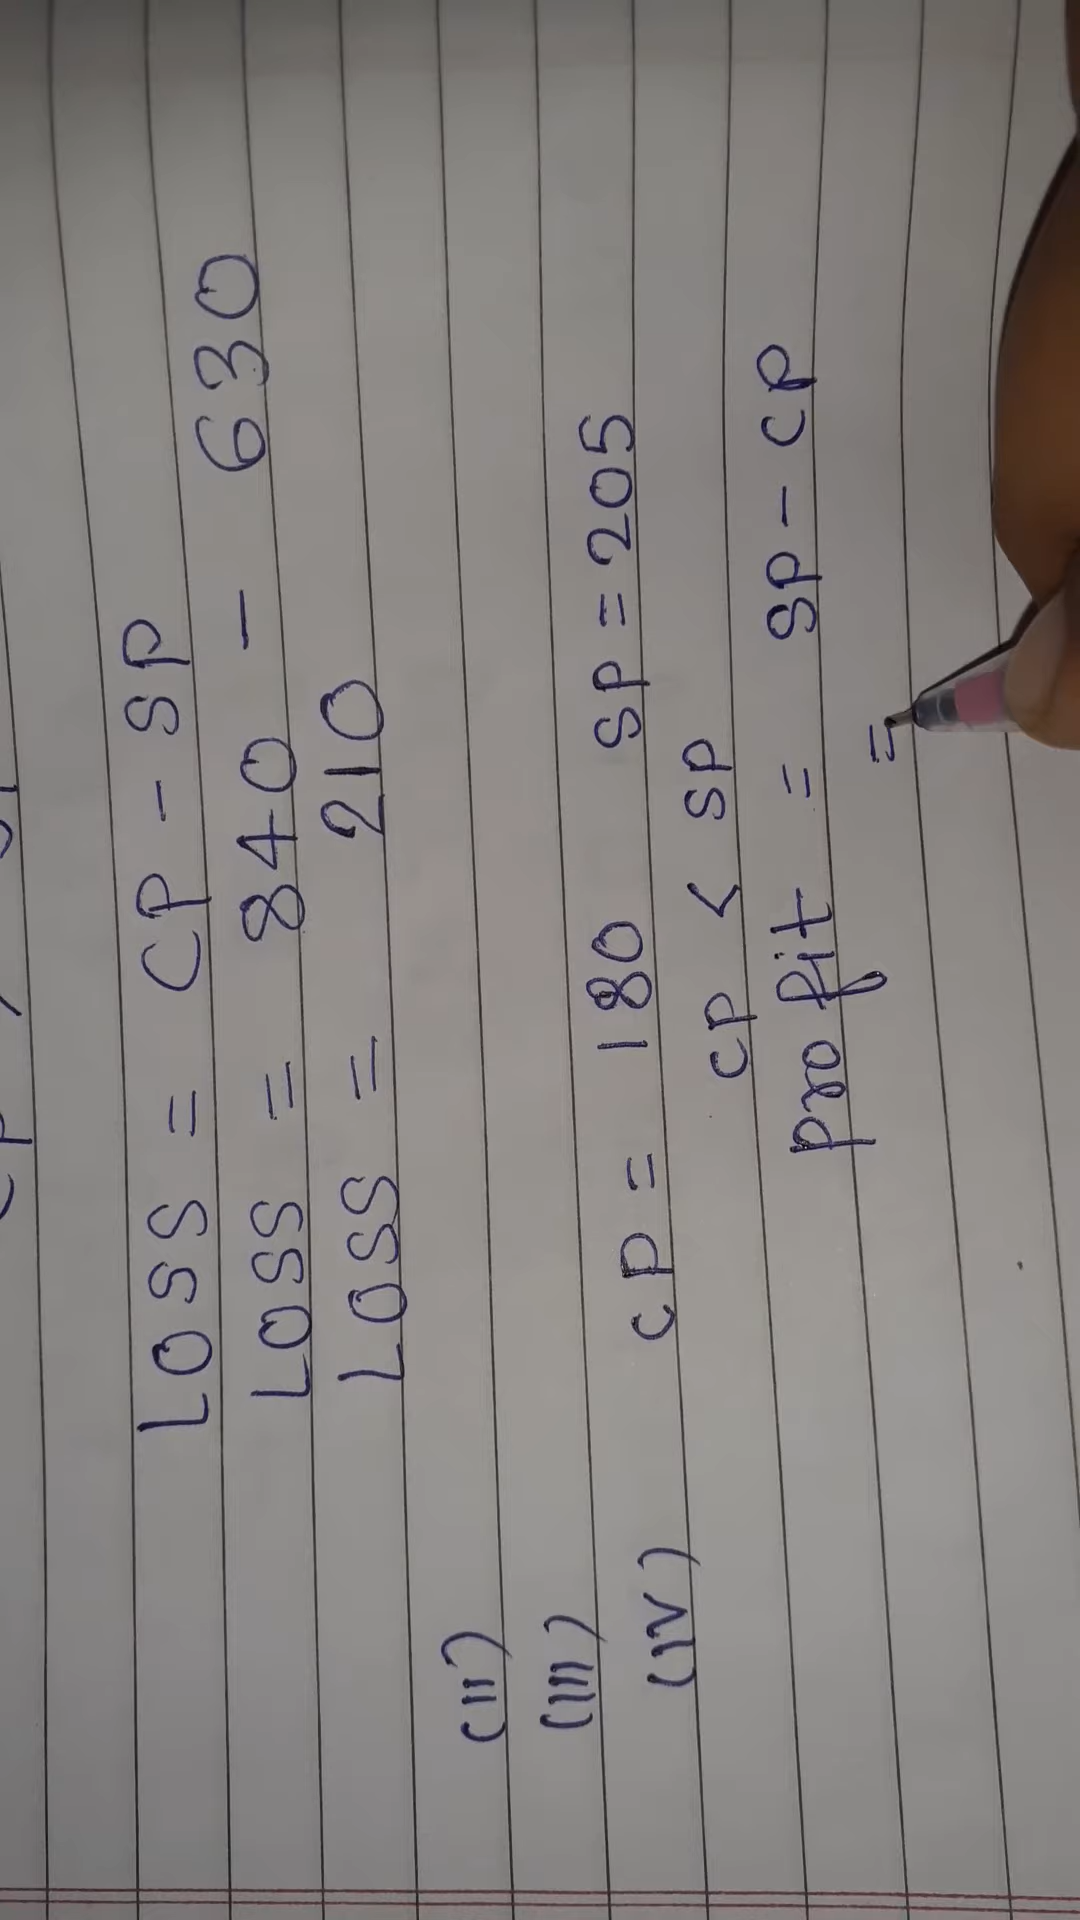 LOSS = CP - SP
LOSS = 840 - 630
LOSS = 210
(II)
(III)
(IV) CP = 180 SP = 205
CP < SP
profit = SP - CP
=